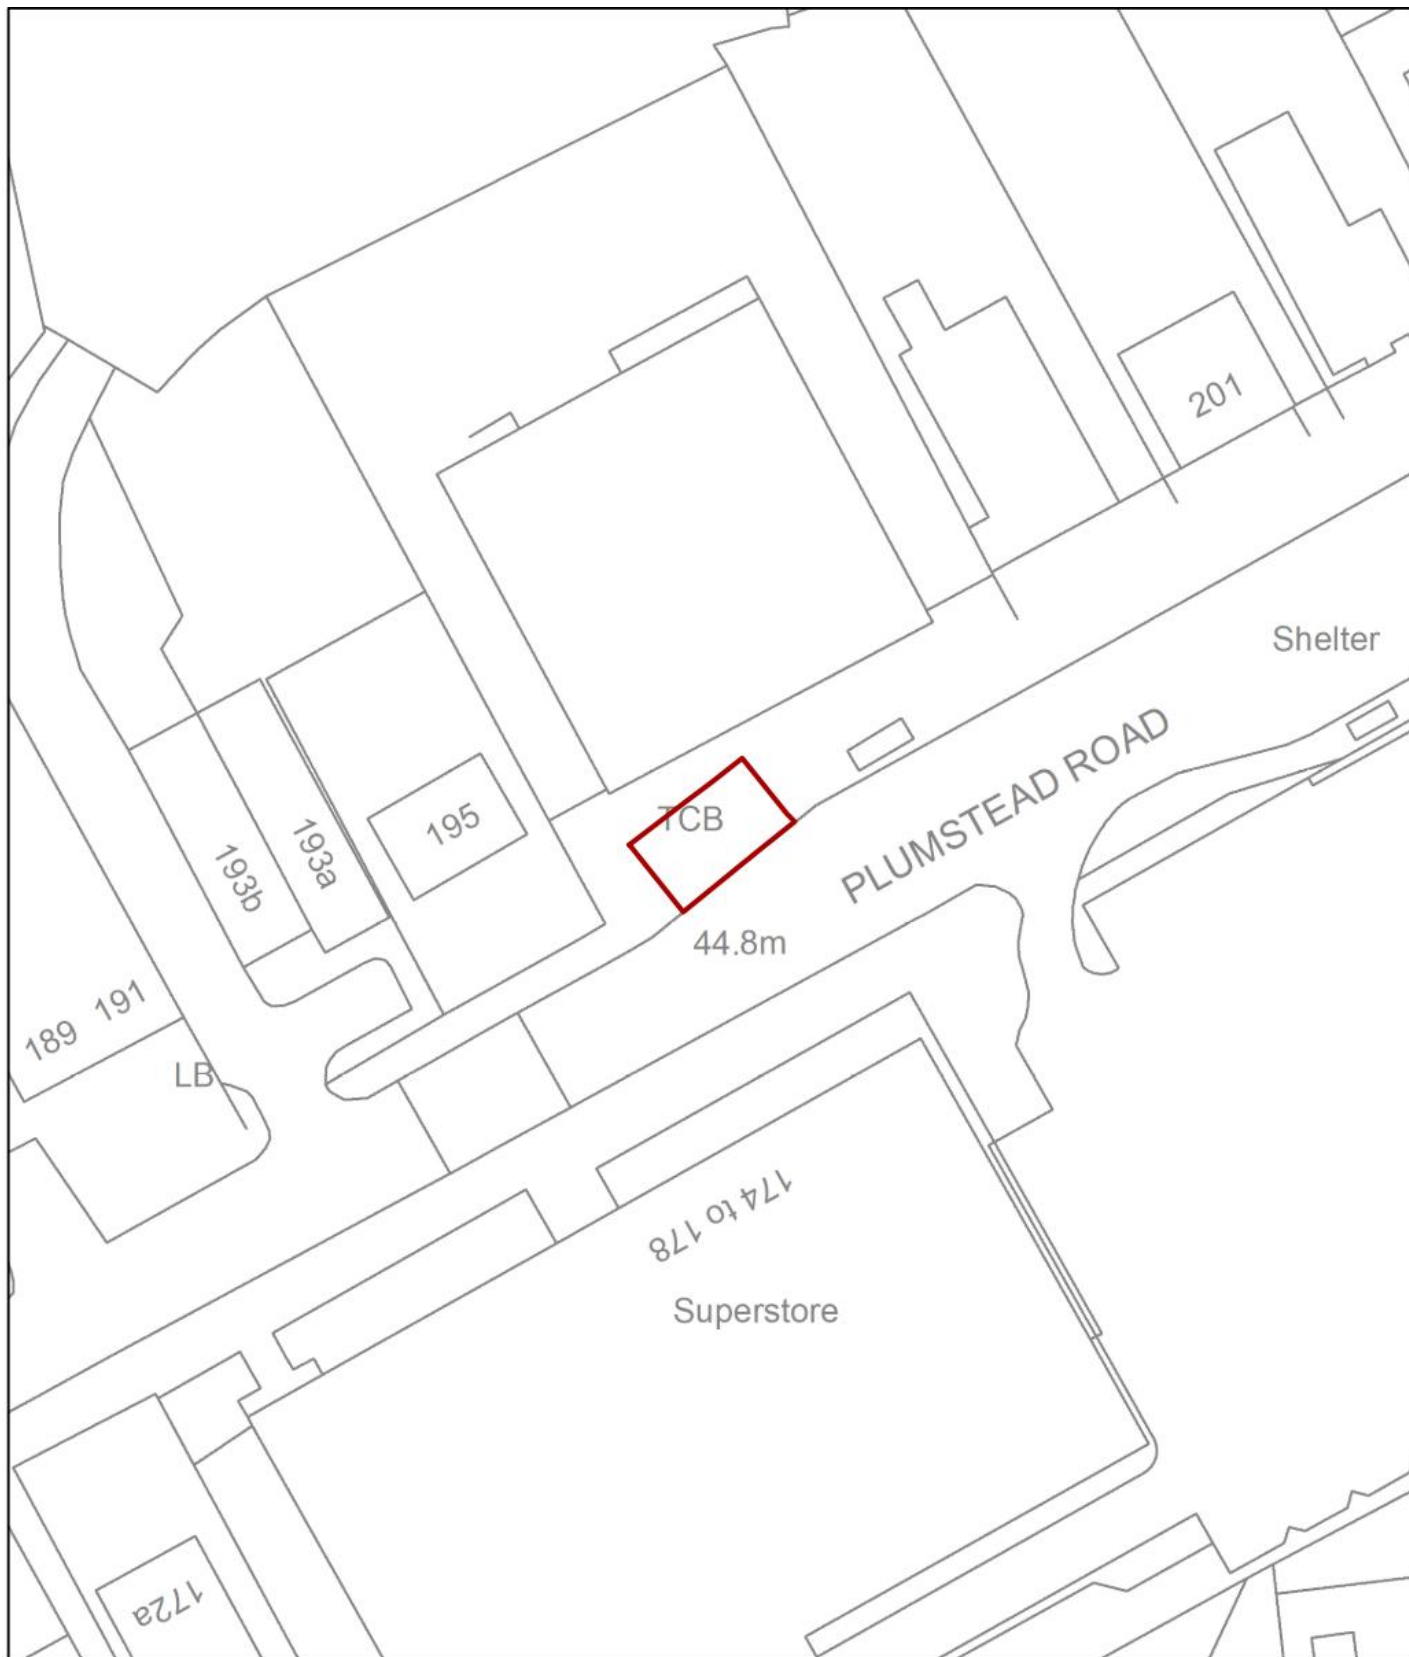 201
Shelter
PLUMSTEAD ROAD
TCB
195
193a
193b
44.8m
191
189
LB
174 to 178
Superstore
172a